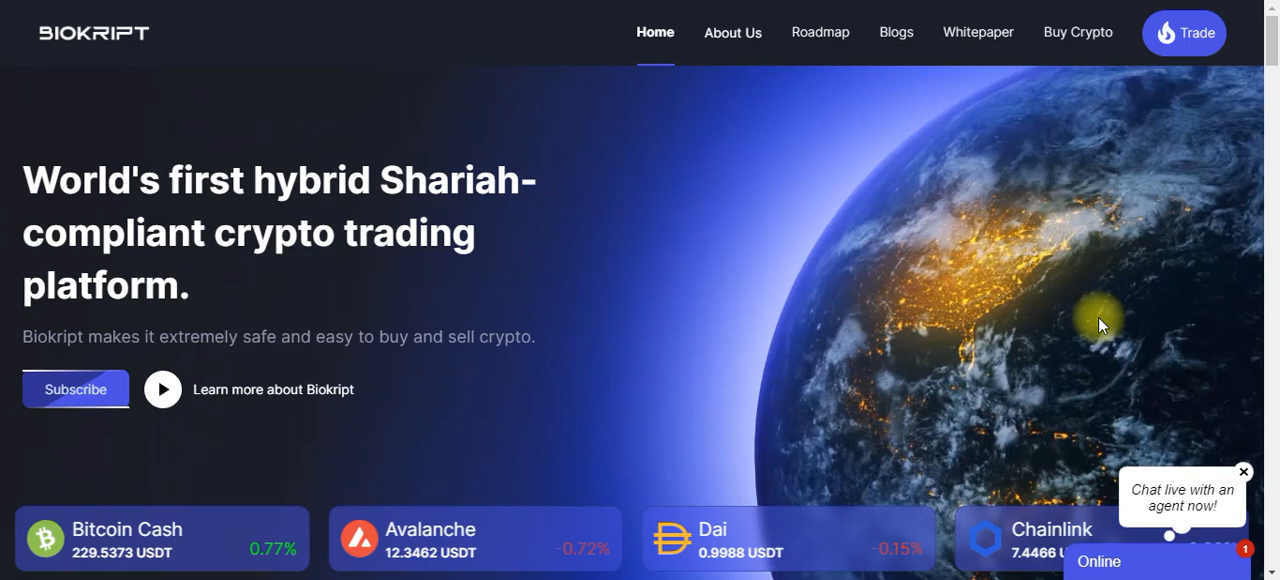 BIOKRIPT
Home
About Us
Roadmap
Blogs
Whitepaper
Buy Crypto
Trade
World's first hybrid Shariah-
compliant crypto trading
platform.
Biokript makes it extremely safe and easy to buy and sell crypto.
Subscribe
Learn more about Biokript
Bitcoin Cash
229.5373 USDT
0.77%
Avalanche
12.3462 USDT
-0.72%
Dai
0.9988 USDT
-0.15%
Chainlink
7.4466
Chat live with an
agent now!
Online
1